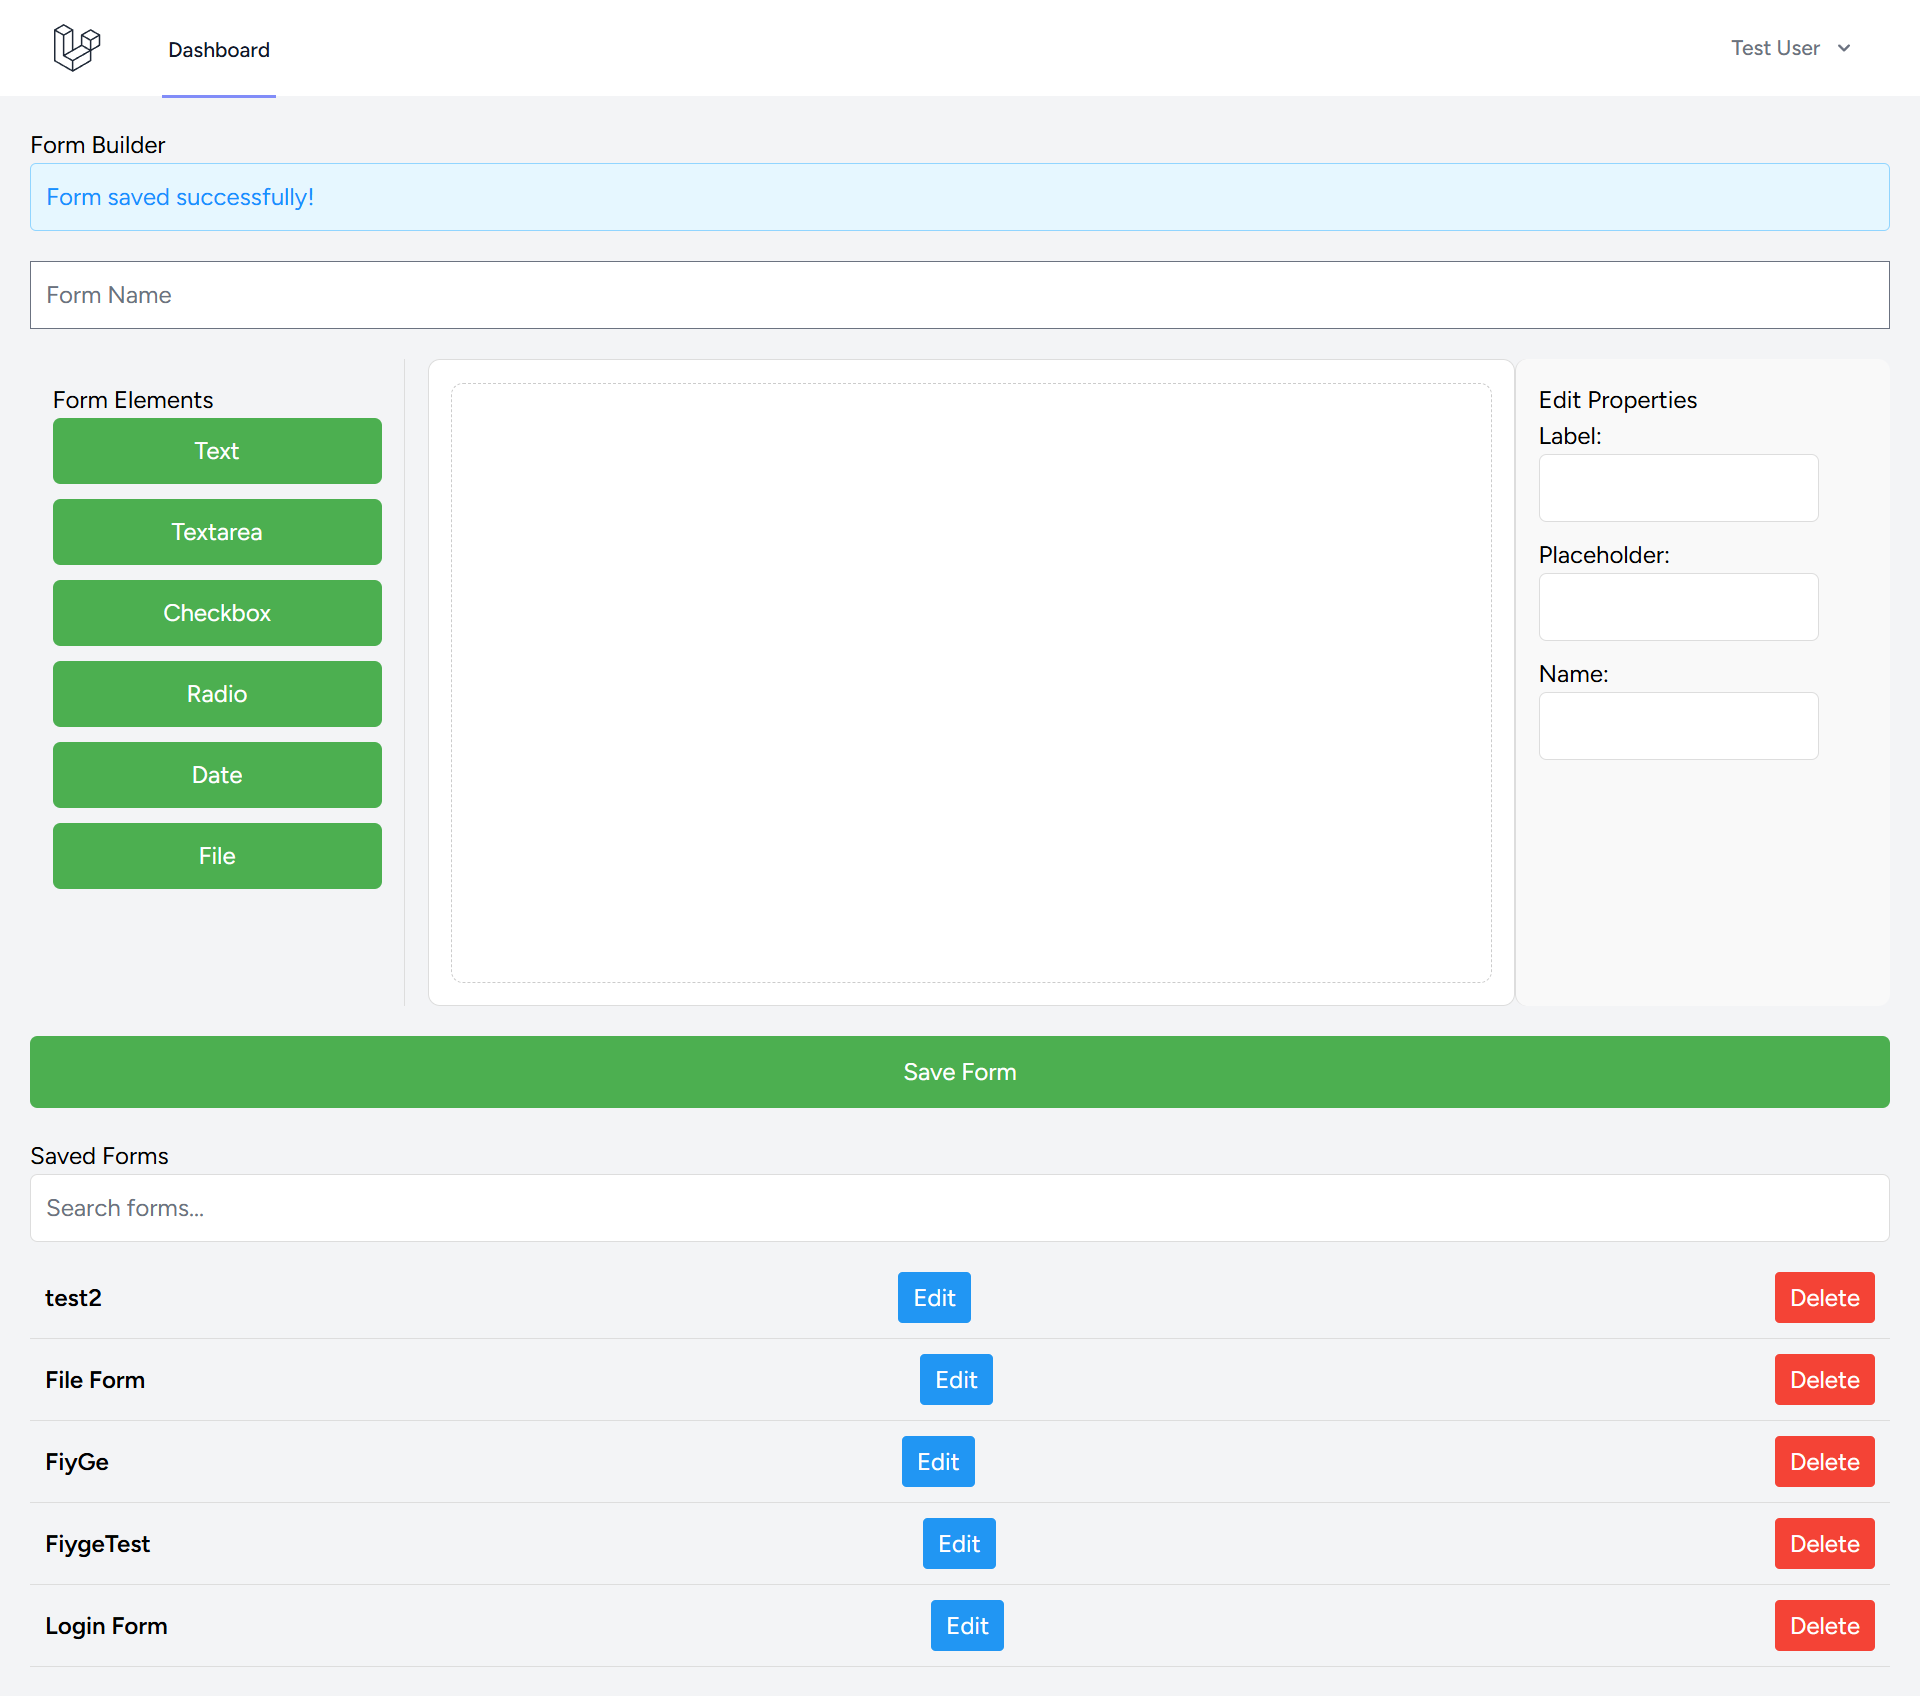 Dashboard
Test User
Form Builder
Form saved successfully!
Form Name
Form Elements
Text
Textarea
Checkbox
Radio
Date
File
Edit Properties
Label:
Placeholder:
Name:
Save Form
Saved Forms
Search forms...
test2 Edit Delete
File Form Edit Delete
FiyGe Edit Delete
FiygeTest Edit Delete
Login Form Edit Delete